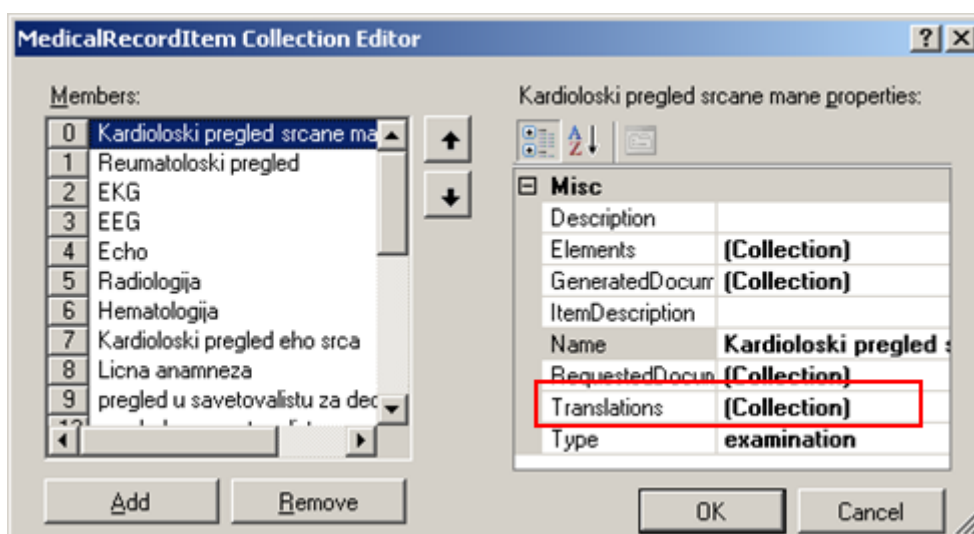 MedicalRecordItem Collection Editor
Members:
Kardioloski pregled srcane mane properties:
0 Kardioloski pregled srcane ma
1 Reumatoloski pregled
2 EKG
3 EEG
4 Echo
5 Radiologija
6 Hematologija
7 Kardioloski pregled eho srca
8 Licna anamneza
9 pregled u savetovalistu za dec
Misc
Description
Elements (Collection)
GeneratedDocum (Collection)
ItemDescription
Name Kardioloski pregled s
RequestedDocun (Collection)
Translations (Collection)
Type examination
Add Remove
OK Cancel